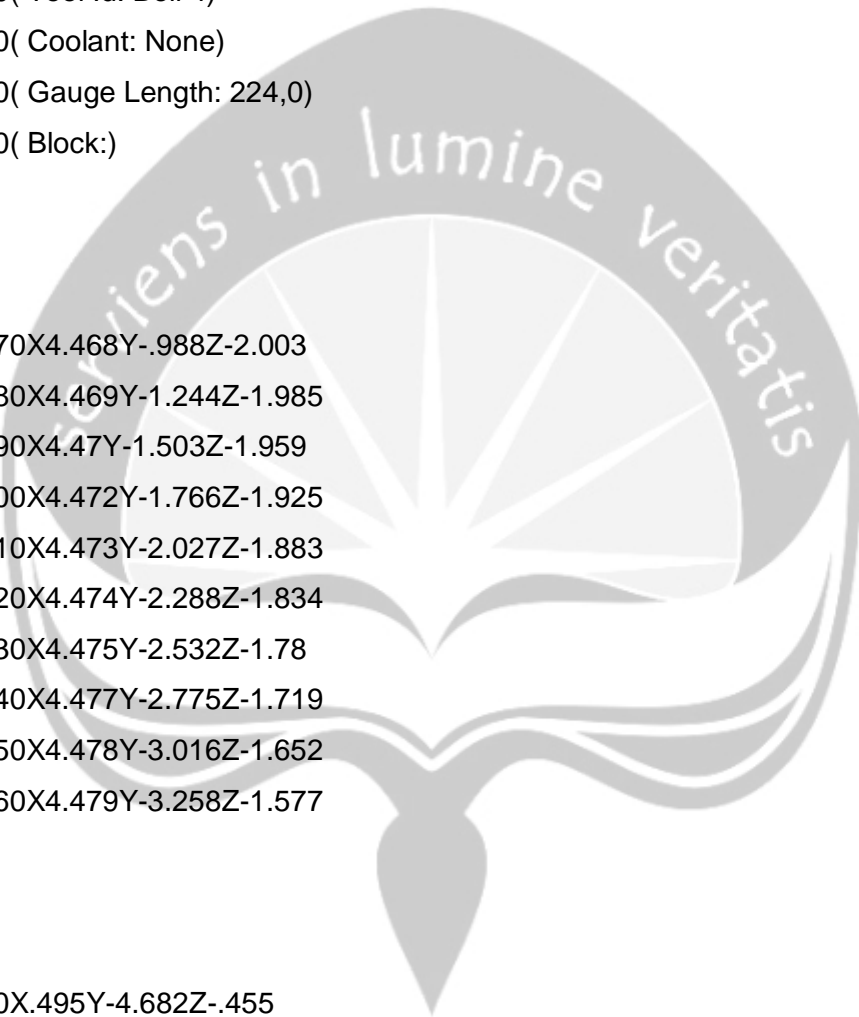 0( Coolant: None)
0( Gauge Length: 224,0)
0( Block:)
serviens in lumine veritatis
70X4.468Y-.988Z-2.003
80X4.469Y-1.244Z-1.985
90X4.47Y-1.503Z-1.959
00X4.472Y-1.766Z-1.925
10X4.473Y-2.027Z-1.883
20X4.474Y-2.288Z-1.834
30X4.475Y-2.532Z-1.78
40X4.477Y-2.775Z-1.719
50X4.478Y-3.016Z-1.652
60X4.479Y-3.258Z-1.577
0X.495Y-4.682Z-.455